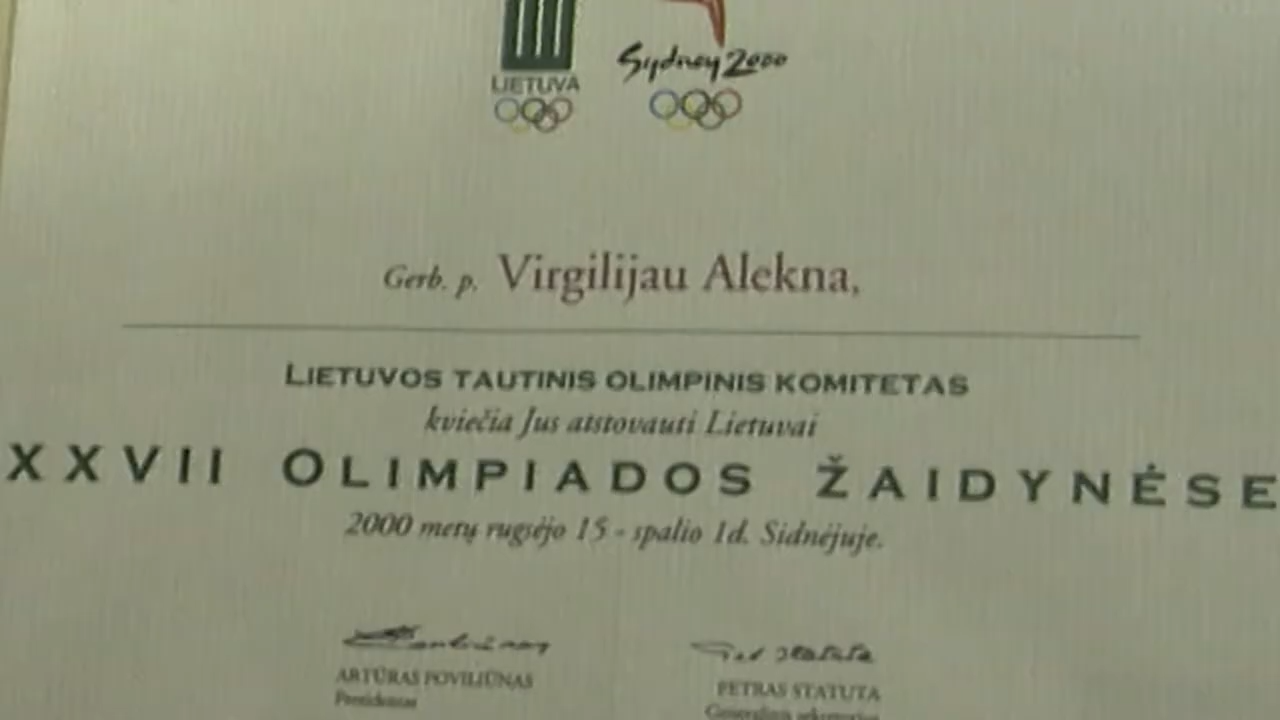 LIETUVA
Sydney 2000
Gerb. p. Virgilijau Alekna,
LIETUVOS TAUTINIS OLIMPINIS KOMITETAS
kviečia Jus atstovauti Lietuvai
XXVII OLIMPIADOS ŽAIDYNĖSE
2000 metų rugsėjo 15 - spalio 1d. Sidnėjuje.
ARTŪRAS POVILIŪNAS
Prezidentas
PETRAS STATUTA